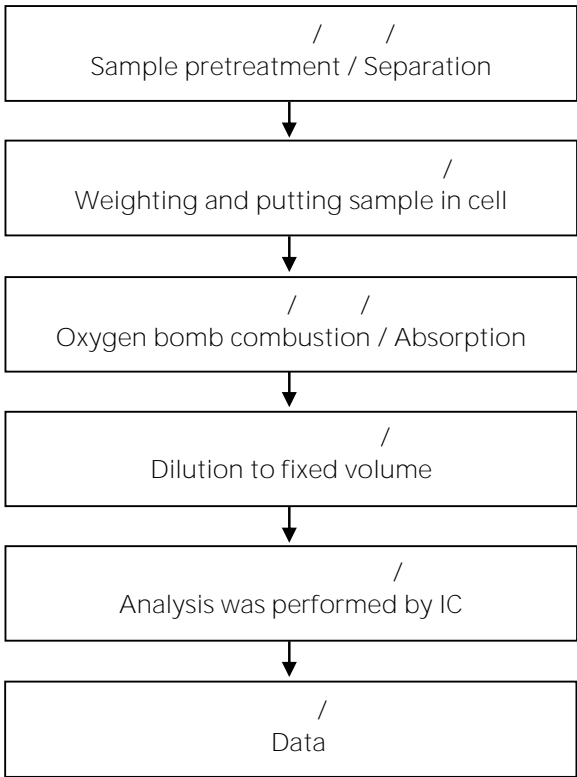 / /
Sample pretreatment / Separation
/
Weighting and putting sample in cell
/ /
Oxygen bomb combustion / Absorption
/
Dilution to fixed volume
/
Analysis was performed by IC
/
Data